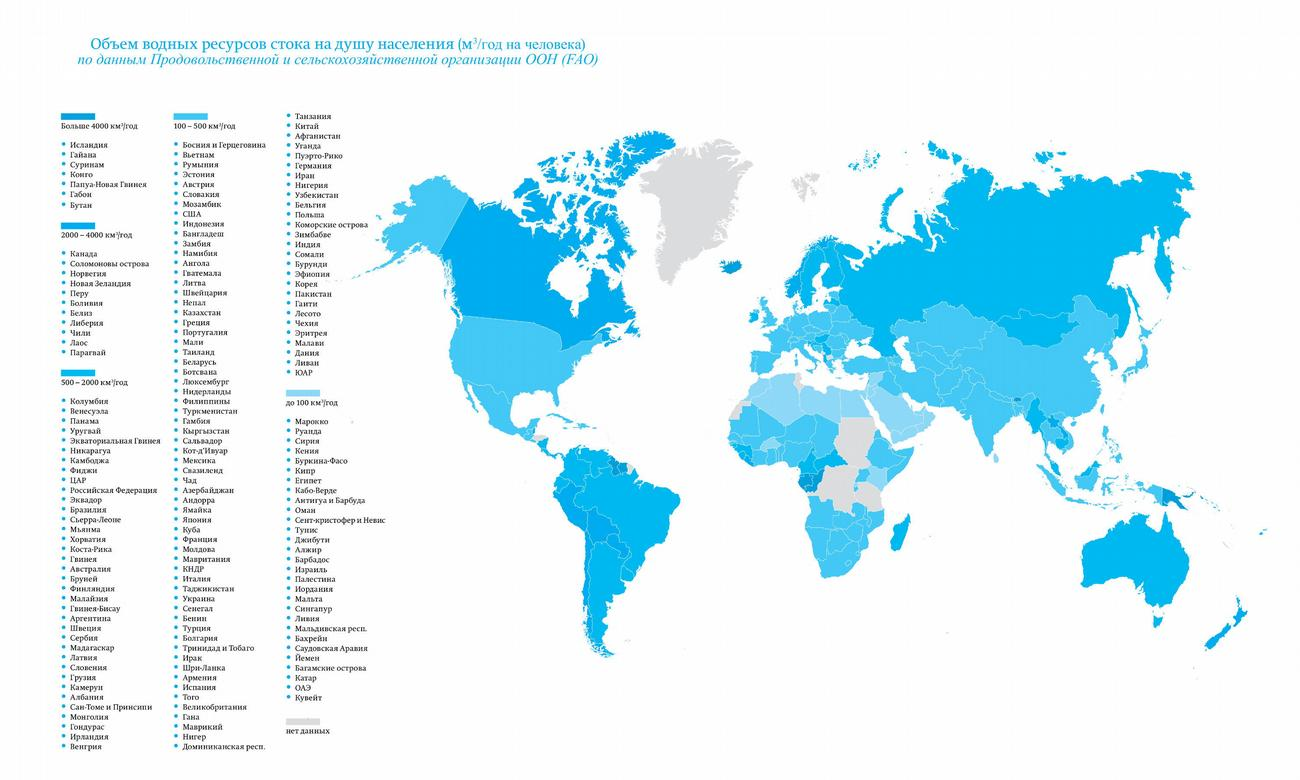 Объем водных ресурсов стока на душу населения (м³/год на человека)
по данным Продовольственной и сельскохозяйственной организации ООН (FAO)
Больше 4000 км³/год
Исландия
Гайана
Суринам
Конго
Папуа-Новая Гвинея
Габон
Бутан
2000 – 4000 км³/год
Канада
Соломоновы острова
Норвегия
Новая Зеландия
Перу
Боливия
Белиз
Либерия
Чили
Лаос
Парагвай
500 – 2000 км³/год
Колумбия
Венесуэла
Панама
Уругвай
Экваториальная Гвинея
Никарагуа
Камбоджа
Фиджи
ЦАР
Российская Федерация
Эквадор
Бразилия
Сьерра-Леоне
Мьянма
Хорватия
Коста-Рика
Гвинея
Австралия
Бруней
Финляндия
Малайзия
Гвинея-Бисау
Аргентина
Швеция
Сербия
Мадагаскар
Латвия
Словения
Грузия
Камерун
Албания
Сан-Томе и Принсипи
Монголия
Гондурас
Ирландия
Венгрия
100 – 500 км³/год
Босния и Герцеговина
Вьетнам
Румыния
Эстония
Австрия
Словакия
Мозамбик
США
Индонезия
Бангладеш
Замбия
Намибия
Ангола
Гватемала
Литва
Швейцария
Непал
Казахстан
Греция
Португалия
Мали
Таиланд
Беларусь
Ботсвана
Люксембург
Нидерланды
Филиппины
Туркменистан
Гамбия
Кыргызстан
Сальвадор
Кот-д'Ивуар
Мексика
Свазиленд
Чад
Азербайджан
Андорра
Ямайка
Япония
Куба
Франция
Молдова
Мавритания
КНДР
Италия
Таджикистан
Украина
Сенегал
Бенин
Турция
Болгария
Тринидад и Тобаго
Ирак
Шри-Ланка
Армения
Испания
Того
Великобритания
Гана
Маврикий
Нигер
Доминиканская респ.
Танзания
Китай
Афганистан
Уганда
Пуэрто-Рико
Германия
Иран
Нигерия
Узбекистан
Бельгия
Польша
Коморские острова
Зимбабве
Индия
Сомали
Бурунди
Эфиопия
Корея
Пакистан
Гаити
Лесото
Чехия
Эритрея
Малави
Дания
Ливан
ЮАР
до 100 км³/год
Марокко
Руанда
Сирия
Кения
Буркина-Фасо
Кипр
Египет
Кабо-Верде
Антигуа и Барбуда
Оман
Сент-кристофер и Невис
Тунис
Джибути
Алжир
Барбадос
Израиль
Палестина
Иордания
Мальта
Сингапур
Ливия
Мальдивская респ.
Бахрейн
Саудовская Аравия
Йемен
Багамские острова
Катар
ОАЭ
Кувейт
нет данных